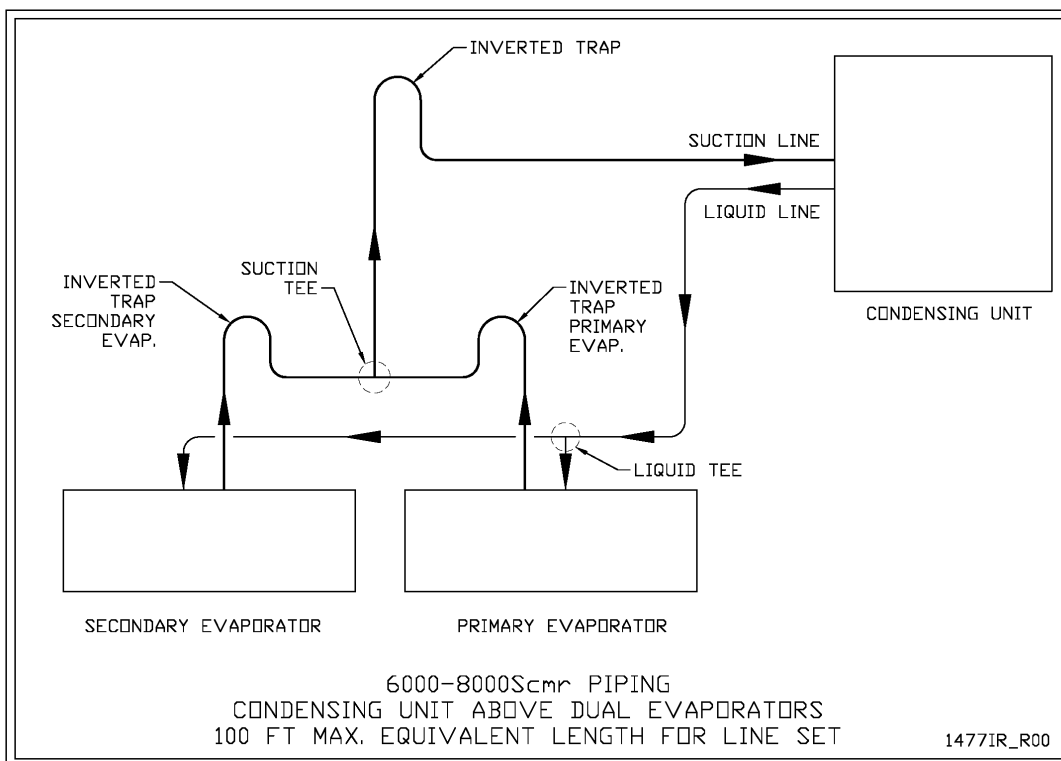 INVERTED TRAP
SUCTION LINE
LIQUID LINE
CONDENSING UNIT
SUCTION
TEE
INVERTED
TRAP
SECONDARY
EVAP.
INVERTED
TRAP
PRIMARY
EVAP.
LIQUID TEE
SECONDARY EVAPORATOR
PRIMARY EVAPORATOR
6000-8000Scmr PIPING
CONDENSING UNIT ABOVE DUAL EVAPORATORS
100 FT MAX. EQUIVALENT LENGTH FOR LINE SET
1477IR_R00